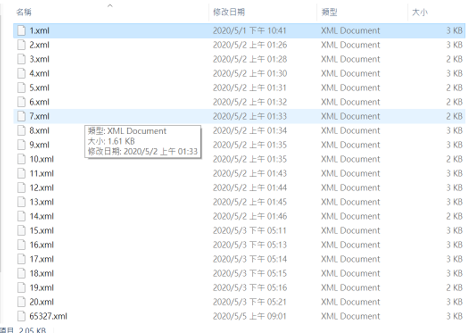 名稱 修改日期 類型 大小
1.xml 2020/5/1 下午 10:41 XML Document 3 KB
2.xml 2020/5/2 上午 01:26 XML Document 3 KB
3.xml 2020/5/2 上午 01:28 XML Document 2 KB
4.xml 2020/5/2 上午 01:30 XML Document 3 KB
5.xml 2020/5/2 上午 01:31 XML Document 2 KB
6.xml 2020/5/2 上午 01:32 XML Document 2 KB
7.xml 2020/5/2 上午 01:33 XML Document 2 KB
8.xml 2020/5/2 上午 01:34 XML Document 3 KB
類型: XML Document
大小: 1.61 KB
修改日期: 2020/5/2 上午 01:33
9.xml 2020/5/2 上午 01:35 XML Document 3 KB
10.xml 2020/5/2 上午 01:35 XML Document 2 KB
11.xml 2020/5/2 上午 01:43 XML Document 3 KB
12.xml 2020/5/2 上午 01:44 XML Document 3 KB
13.xml 2020/5/2 上午 01:45 XML Document 3 KB
14.xml 2020/5/2 上午 01:46 XML Document 2 KB
15.xml 2020/5/3 下午 05:11 XML Document 3 KB
16.xml 2020/5/3 下午 05:13 XML Document 3 KB
17.xml 2020/5/3 下午 05:14 XML Document 3 KB
18.xml 2020/5/3 下午 05:15 XML Document 3 KB
19.xml 2020/5/3 下午 05:16 XML Document 2 KB
20.xml 2020/5/3 下午 05:21 XML Document 3 KB
65327.xml 2020/5/5 上午 09:01 XML Document 3 KB
項目 2.05 KB